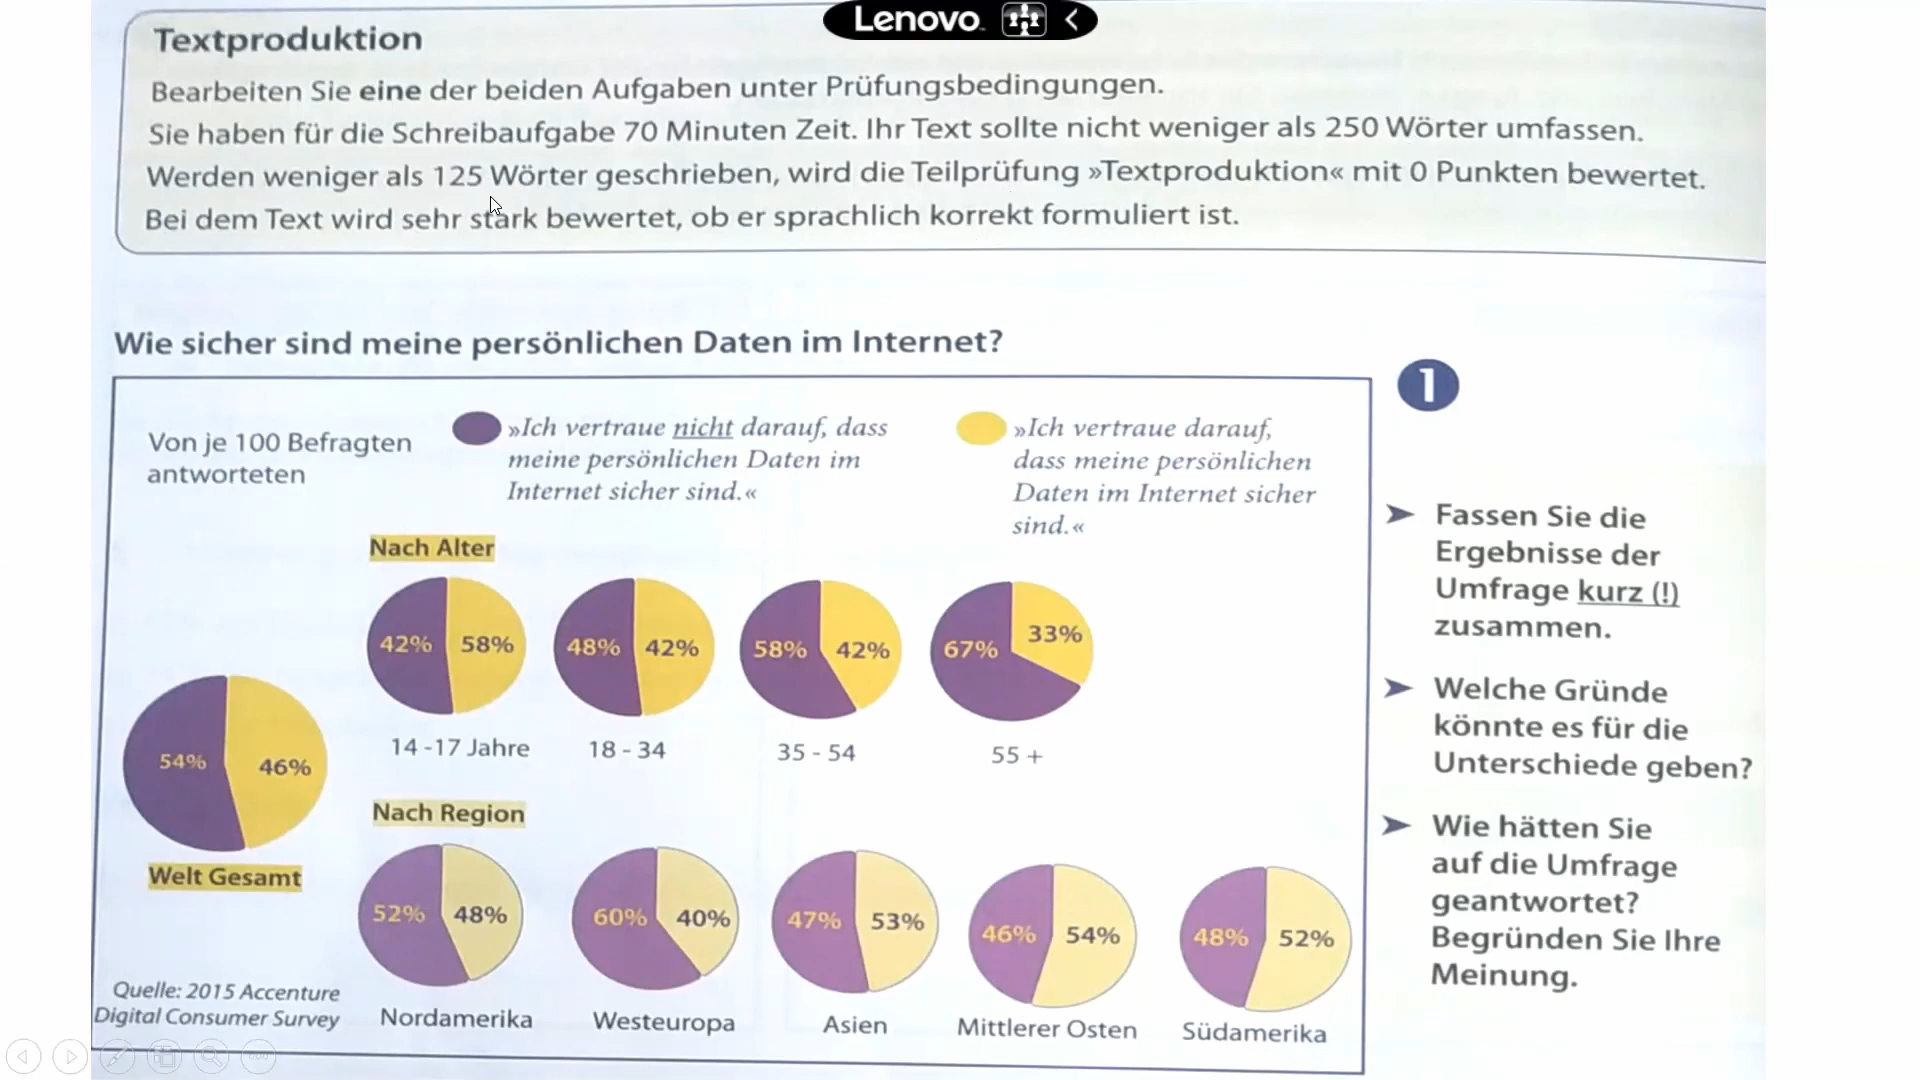 Lenovo
Textproduktion
Bearbeiten Sie eine der beiden Aufgaben unter Prüfungsbedingungen.
Sie haben für die Schreibaufgabe 70 Minuten Zeit. Ihr Text sollte nicht weniger als 250 Wörter umfassen.
Werden weniger als 125 Wörter geschrieben, wird die Teilprüfung »Textproduktion« mit 0 Punkten bewertet.
Bei dem Text wird sehr stark bewertet, ob er sprachlich korrekt formuliert ist.
Wie sicher sind meine persönlichen Daten im Internet?
1
Von je 100 Befragten
antworteten
»Ich vertraue nicht darauf, dass
meine persönlichen Daten im
Internet sicher sind.«
»Ich vertraue darauf,
dass meine persönlichen
Daten im Internet sicher
sind.«
Nach Alter
42% 58%
48% 42%
58% 42%
67% 33%
14 -17 Jahre
18 - 34
35 - 54
55 +
54% 46%
Welt Gesamt
Nach Region
52% 48%
60% 40%
47% 53%
46% 54%
48% 52%
Nordamerika
Westeuropa
Asien
Mittlerer Osten
Südamerika
Quelle: 2015 Accenture
Digital Consumer Survey
➤ Fassen Sie die
Ergebnisse der
Umfrage kurz (!)
zusammen.
➤ Welche Gründe
könnte es für die
Unterschiede geben?
➤ Wie hätten Sie
auf die Umfrage
geantwortet?
Begründen Sie Ihre
Meinung.